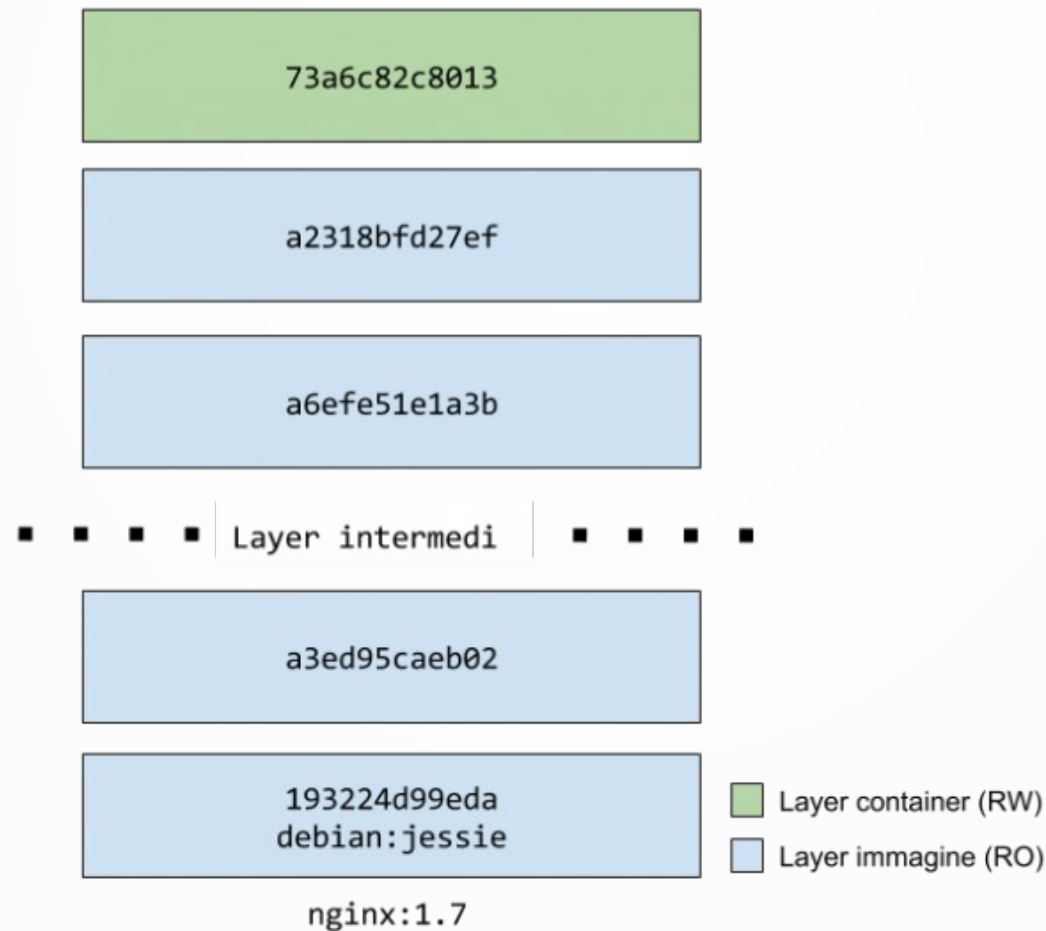 73a6c82c8013
a2318bfd27ef
a6efe51e1a3b
Layer intermedi
a3ed95caeb02
193224d99eda
debian:jessie
nginx:1.7
Layer container (RW)
Layer immagine (RO)